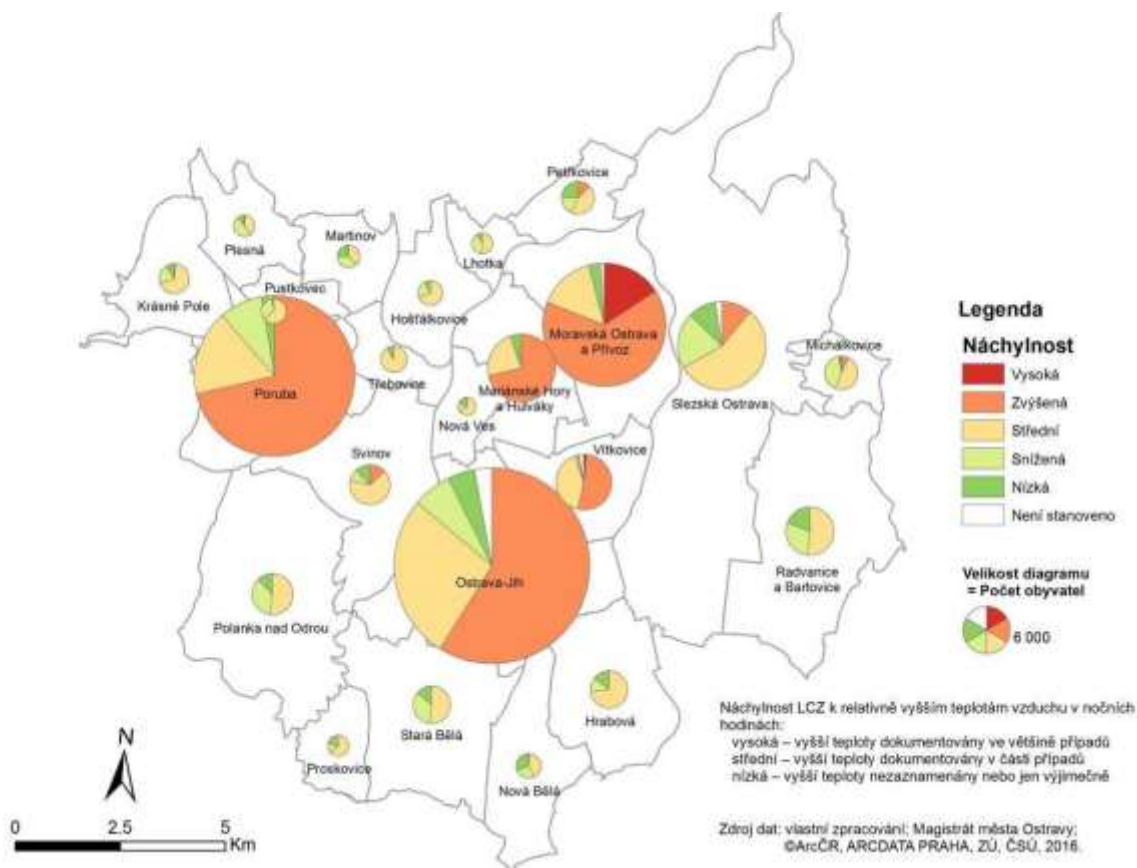 Petřkovice
Plesná
Martinov
Lhotka
Krásné Pole
Pustkovec
Hošťálkovice
Moravská Ostrava
a Přívoz
Michálkovice
Třebovice
Mariánské Hory
a Hulváky
Poruba
Slezská Ostrava
Nová Ves
Svinov
Vítkovice
Ostrava-Jih
Radvanice
a Bartovice
Polanka nad Odrou
Stará Bělá
Hrabová
Proskovice
Nová Bělá
N
0 2.5 5
Km
Legenda
Náchylnost
Vysoká
Zvýšená
Střední
Snížená
Nízká
Není stanoveno
Velikost diagramu
= Počet obyvatel
6 000
Náchylnost LCZ k relativně vyšším teplotám vzduchu v nočních
hodinách:
vysoká – vyšší teploty dokumentovány ve většině případů
střední – vyšší teploty dokumentovány v části případů
nízká – vyšší teploty nezaznamenány nebo jen výjimečně
Zdroj dat: vlastní zpracování; Magistrát města Ostravy;
©ArcČR, ARCDATA PRAHA, ZÚ, ČSÚ, 2016.